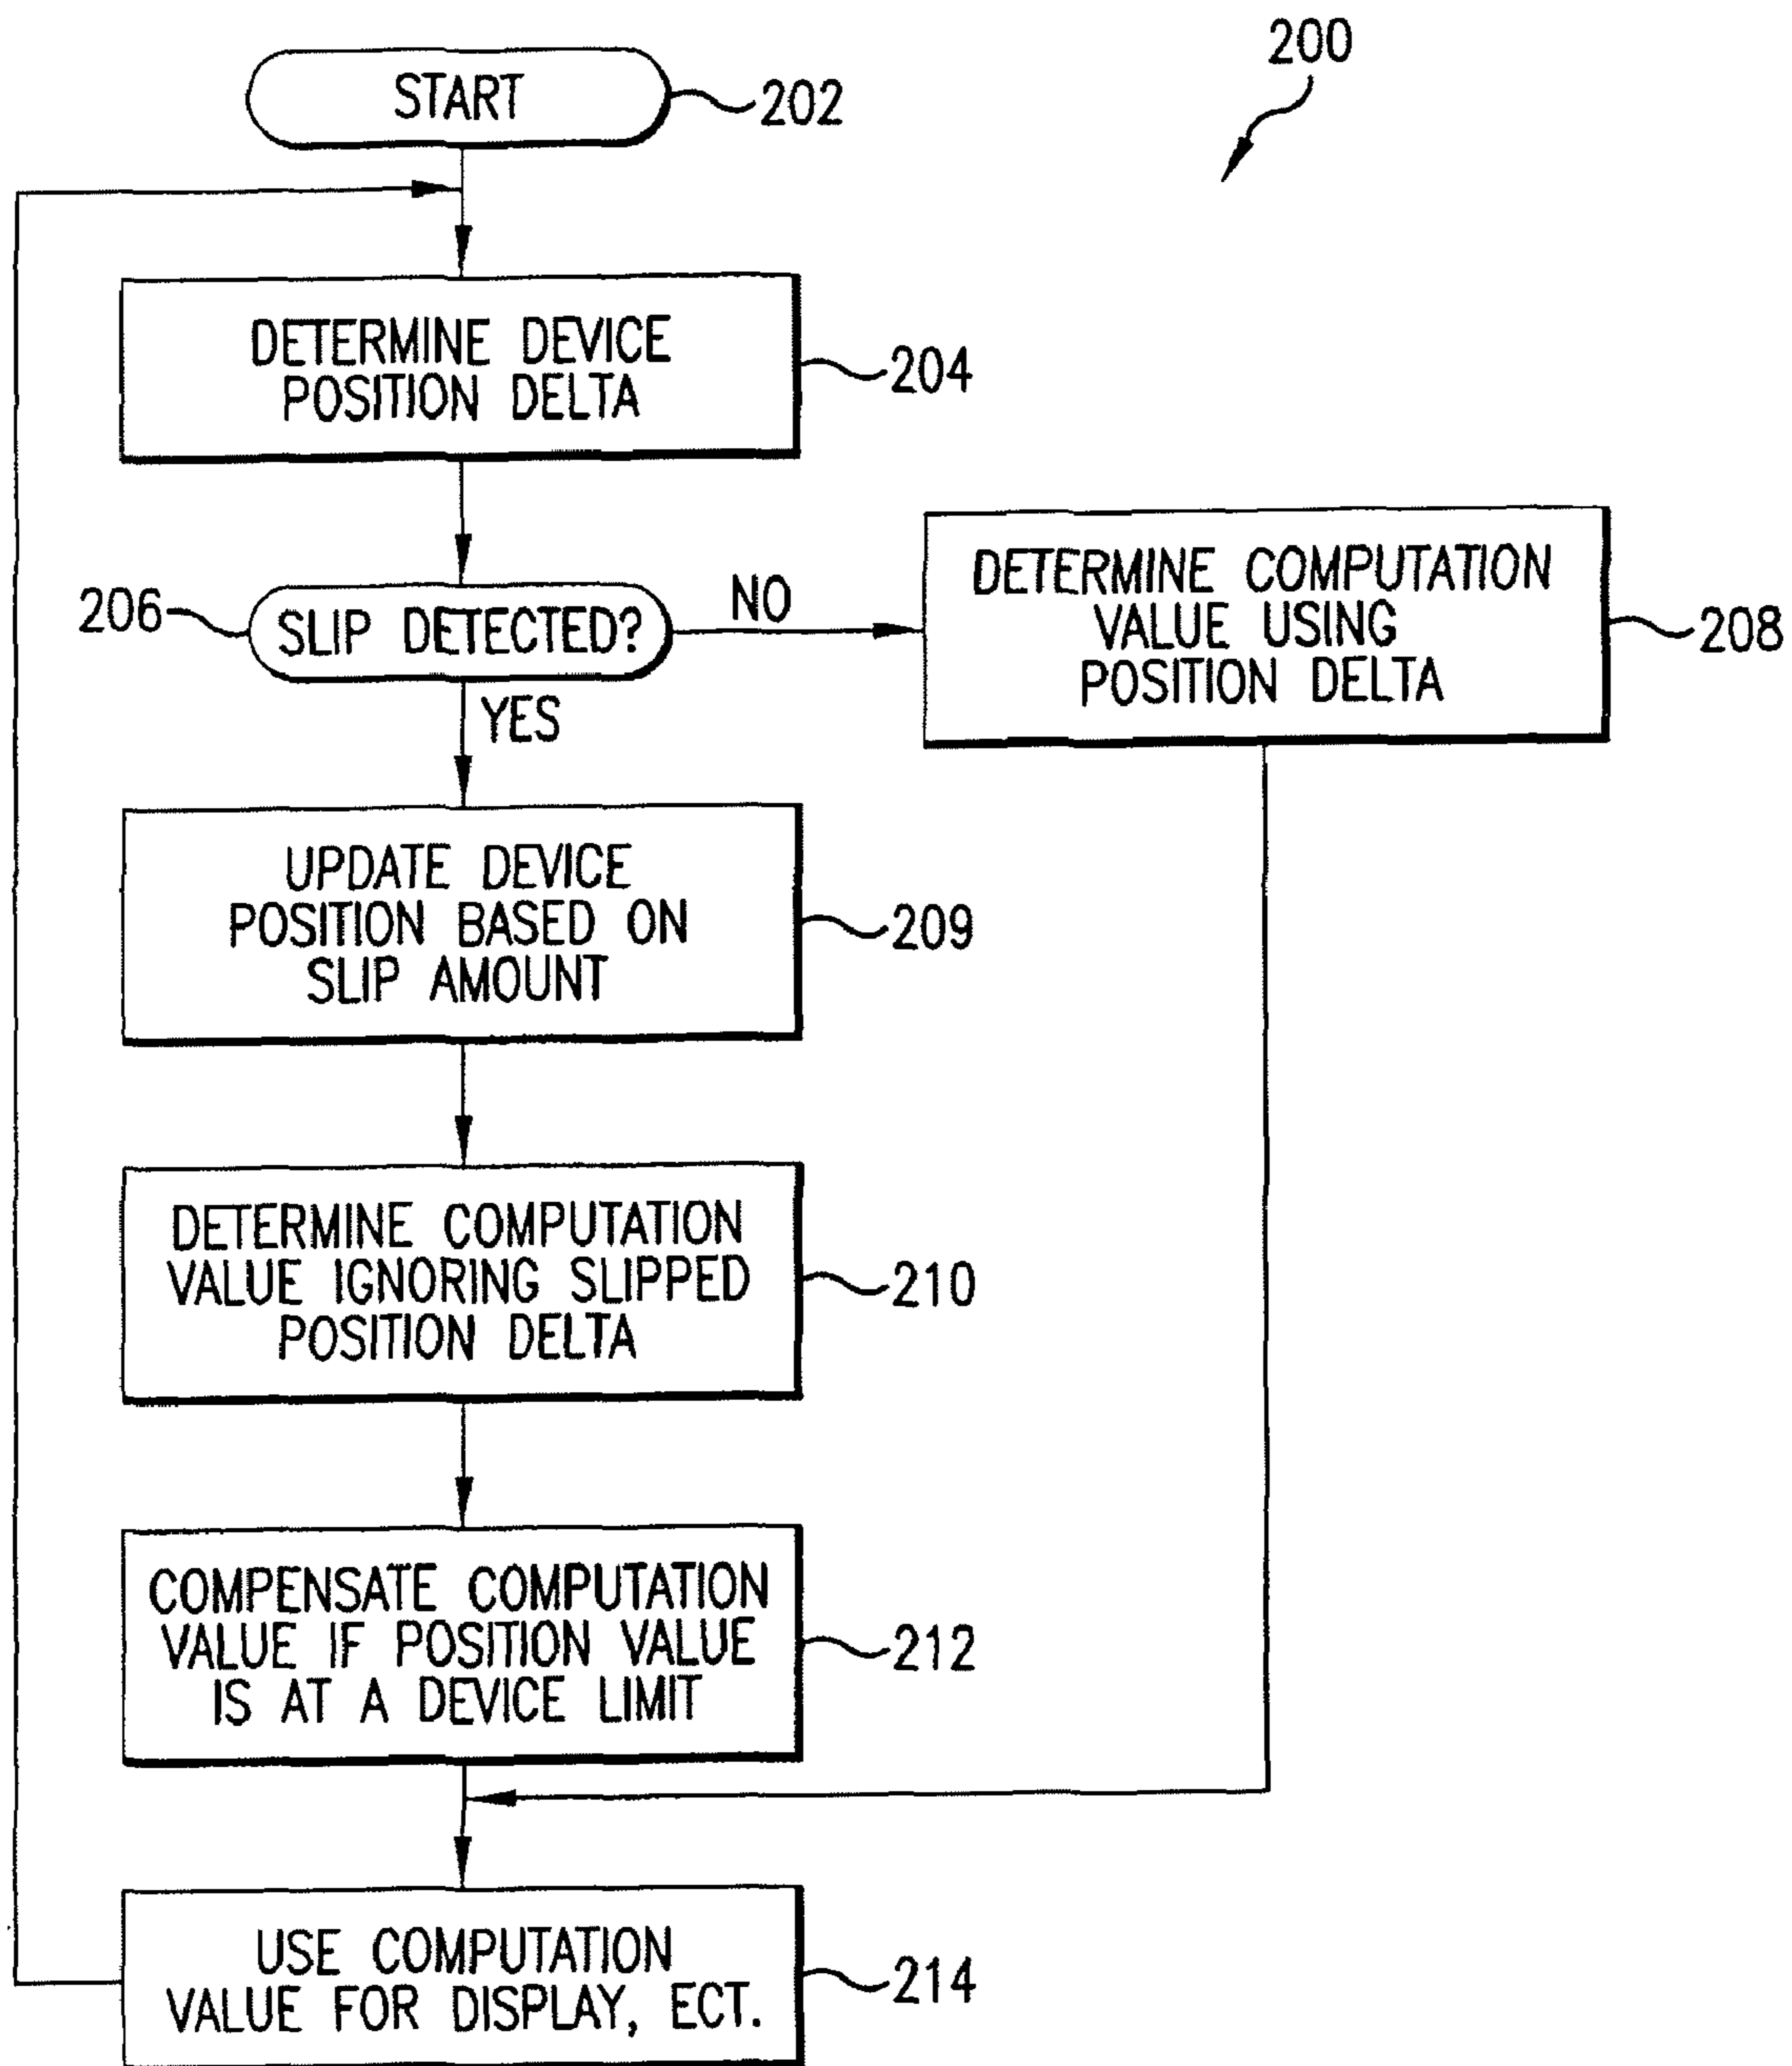 200
START
202
DETERMINE DEVICE
POSITION DELTA
204
206
SLIP DETECTED?
NO
YES
DETERMINE COMPUTATION
VALUE USING
POSITION DELTA
208
UPDATE DEVICE
POSITION BASED ON
SLIP AMOUNT
209
DETERMINE COMPUTATION
VALUE IGNORING SLIPPED
POSITION DELTA
210
COMPENSATE COMPUTATION
VALUE IF POSITION VALUE
IS AT A DEVICE LIMIT
212
USE COMPUTATION
VALUE FOR DISPLAY, ECT.
214